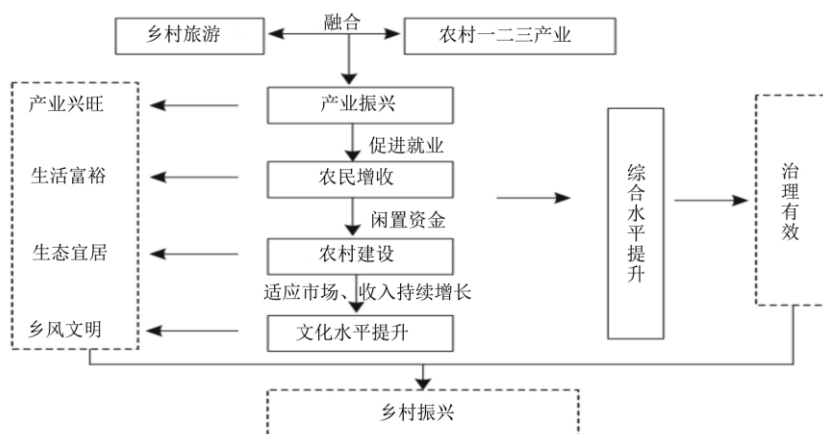 融合
乡村旅游
农村一二三产业
产业兴旺
产业振兴
促进就业
生活富裕
农民增收
闲置资金
生态宜居
农村建设
适应市场、收入持续增长
乡风文明
文化水平提升
综合水平提升
治理有效
乡村振兴